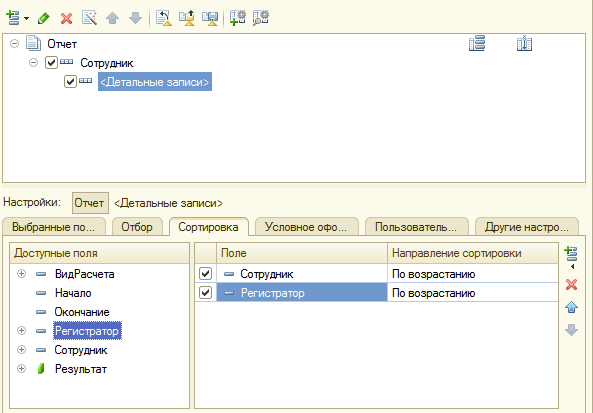 Отчет
Сотрудник
<Детальные записи>
Настройки: Отчет <Детальные записи>
Выбранные по... Отбор Сортировка Условное офо... Пользователь... Другие настро...
Доступные поля Поле Направление сортировки
ВидРасчета Сотрудник По возрастанию
Начало Регистратор По возрастанию
Окончание
Регистратор
Сотрудник
Результат